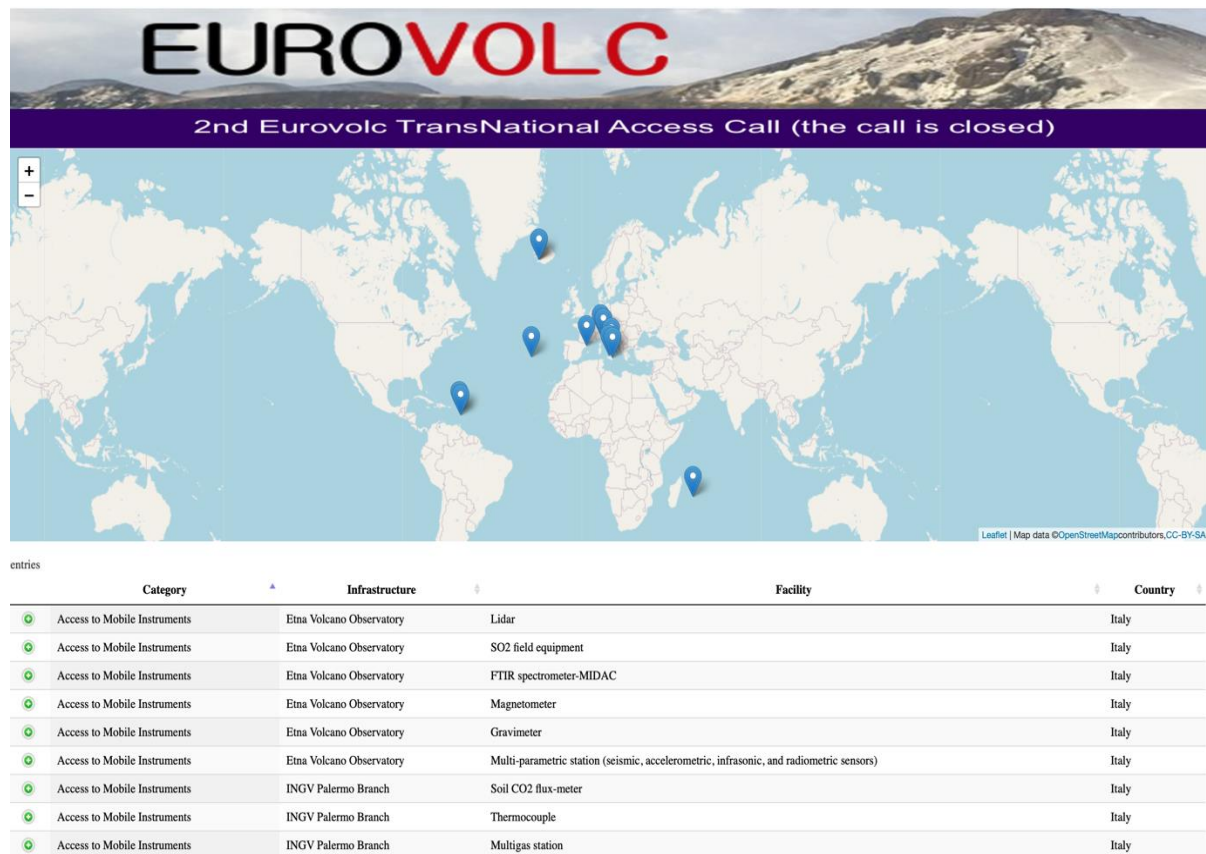 EUROVOLC
2nd Eurovolc TransNational Access Call (the call is closed)
+
−
Leaflet | Map data ©OpenStreetMapcontributors,CC-BY-SA
entries
Category Infrastructure Facility Country
Access to Mobile Instruments Etna Volcano Observatory Lidar Italy
Access to Mobile Instruments Etna Volcano Observatory SO2 field equipment Italy
Access to Mobile Instruments Etna Volcano Observatory FTIR spectrometer-MIDAC Italy
Access to Mobile Instruments Etna Volcano Observatory Magnetometer Italy
Access to Mobile Instruments Etna Volcano Observatory Gravimeter Italy
Access to Mobile Instruments Etna Volcano Observatory Multi-parametric station (seismic, accelerometric, infrasonic, and radiometric sensors) Italy
Access to Mobile Instruments INGV Palermo Branch Soil CO2 flux-meter Italy
Access to Mobile Instruments INGV Palermo Branch Thermocouple Italy
Access to Mobile Instruments INGV Palermo Branch Multigas station Italy